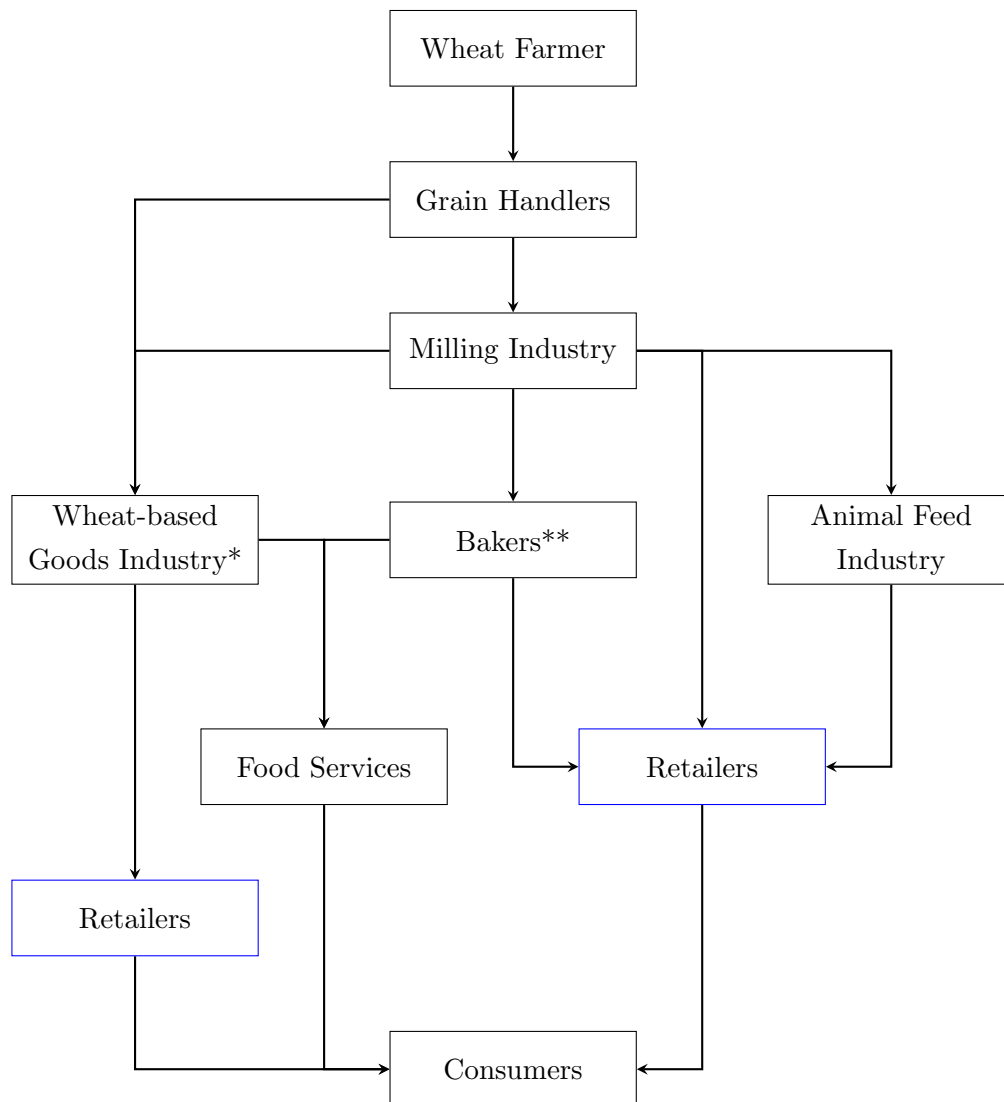 Wheat Farmer
Grain Handlers
Milling Industry
Wheat-based
Goods Industry*
Bakers**
Animal Feed
Industry
Food Services
Retailers
Retailers
Consumers